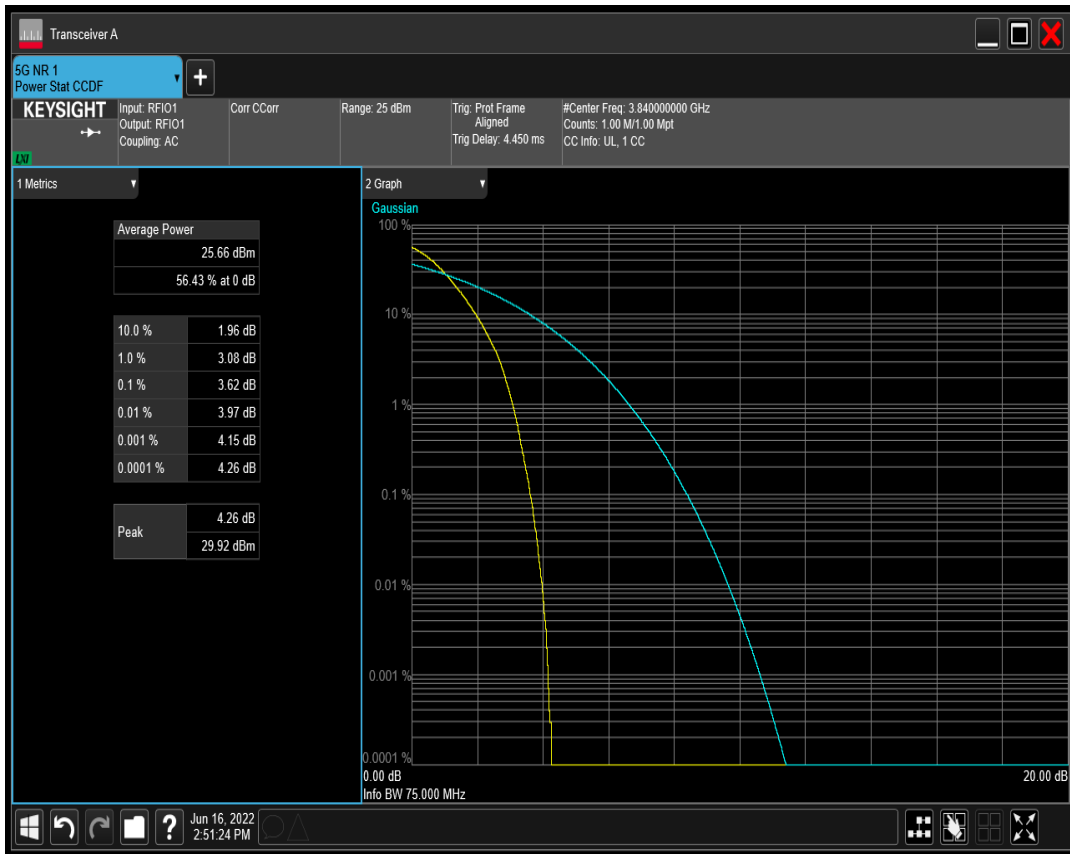 Transceiver A
5G NR 1
Power Stat CCDF
+
KEYSIGHT
LXI
Input: RFIO1
Output: RFIO1
Coupling: AC
Corr CCorr
Range: 25 dBm
Trig: Prot Frame
Aligned
Trig Delay: 4.450 ms
#Center Freq: 3.840000000 GHz
Counts: 1.00 M/1.00 Mpt
CC Info: UL, 1 CC
1 Metrics
Average Power
25.66 dBm
56.43 % at 0 dB
10.0 % 1.96 dB
1.0 % 3.08 dB
0.1 % 3.62 dB
0.01 % 3.97 dB
0.001 % 4.15 dB
0.0001 % 4.26 dB
Peak
4.26 dB
29.92 dBm
2 Graph
Gaussian
100 %
10 %
1 %
0.1 %
0.01 %
0.001 %
0.0001 %
0.00 dB 20.00 dB
Info BW 75.000 MHz
?
Jun 16, 2022
2:51:24 PM